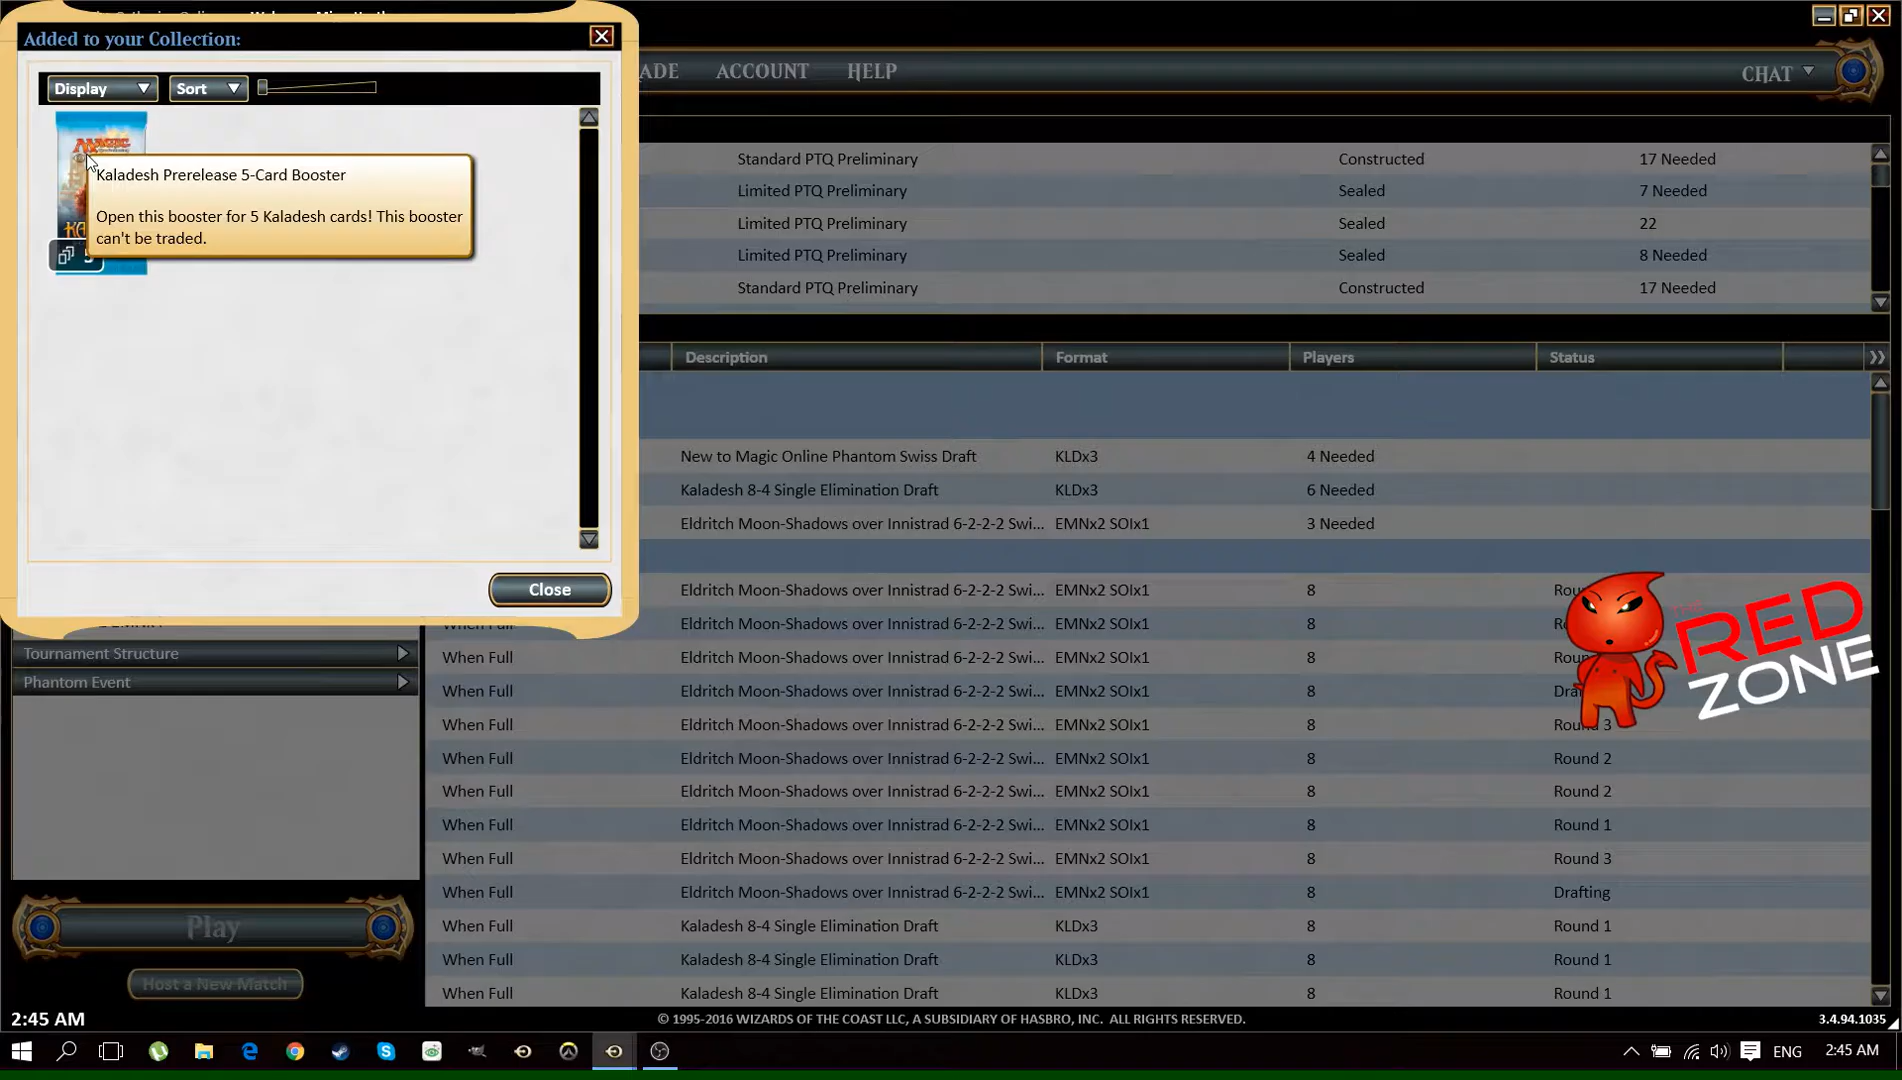 Added to your Collection:
Display
Sort
MAGIC
Kaladesh Prerelease 5-Card Booster
Open this booster for 5 Kaladesh cards! This booster
can't be traded.
ACCOUNT
HELP
CHAT
Standard PTQ Preliminary Constructed 17 Needed
Limited PTQ Preliminary Sealed 7 Needed
Limited PTQ Preliminary Sealed 22
Limited PTQ Preliminary Sealed 8 Needed
Standard PTQ Preliminary Constructed 17 Needed
Description Format Players Status
New to Magic Online Phantom Swiss Draft KLDx3 4 Needed
Kaladesh 8-4 Single Elimination Draft KLDx3 6 Needed
Eldritch Moon-Shadows over Innistrad 6-2-2-2 Swi... EMNx2 SOIx1 3 Needed
Close
Eldritch Moon-Shadows over Innistrad 6-2-2-2 Swi... EMNx2 SOIx1 8
When Full Eldritch Moon-Shadows over Innistrad 6-2-2-2 Swi... EMNx2 SOIx1 8
Tournament Structure
Phantom Event
When Full Eldritch Moon-Shadows over Innistrad 6-2-2-2 Swi... EMNx2 SOIx1 8
When Full Eldritch Moon-Shadows over Innistrad 6-2-2-2 Swi... EMNx2 SOIx1 8
When Full Eldritch Moon-Shadows over Innistrad 6-2-2-2 Swi... EMNx2 SOIx1 8 Round 3
When Full Eldritch Moon-Shadows over Innistrad 6-2-2-2 Swi... EMNx2 SOIx1 8 Round 2
When Full Eldritch Moon-Shadows over Innistrad 6-2-2-2 Swi... EMNx2 SOIx1 8 Round 2
When Full Eldritch Moon-Shadows over Innistrad 6-2-2-2 Swi... EMNx2 SOIx1 8 Round 1
When Full Eldritch Moon-Shadows over Innistrad 6-2-2-2 Swi... EMNx2 SOIx1 8 Round 3
When Full Eldritch Moon-Shadows over Innistrad 6-2-2-2 Swi... EMNx2 SOIx1 8 Drafting
When Full Kaladesh 8-4 Single Elimination Draft KLDx3 8 Round 1
When Full Kaladesh 8-4 Single Elimination Draft KLDx3 8 Round 1
When Full Kaladesh 8-4 Single Elimination Draft KLDx3 8 Round 1
THE
RED
ZONE
Play
Host a New Match
2:45 AM
© 1995-2016 WIZARDS OF THE COAST LLC, A SUBSIDIARY OF HASBRO, INC. ALL RIGHTS RESERVED.
3.4.94.1035
ENG
2:45 AM